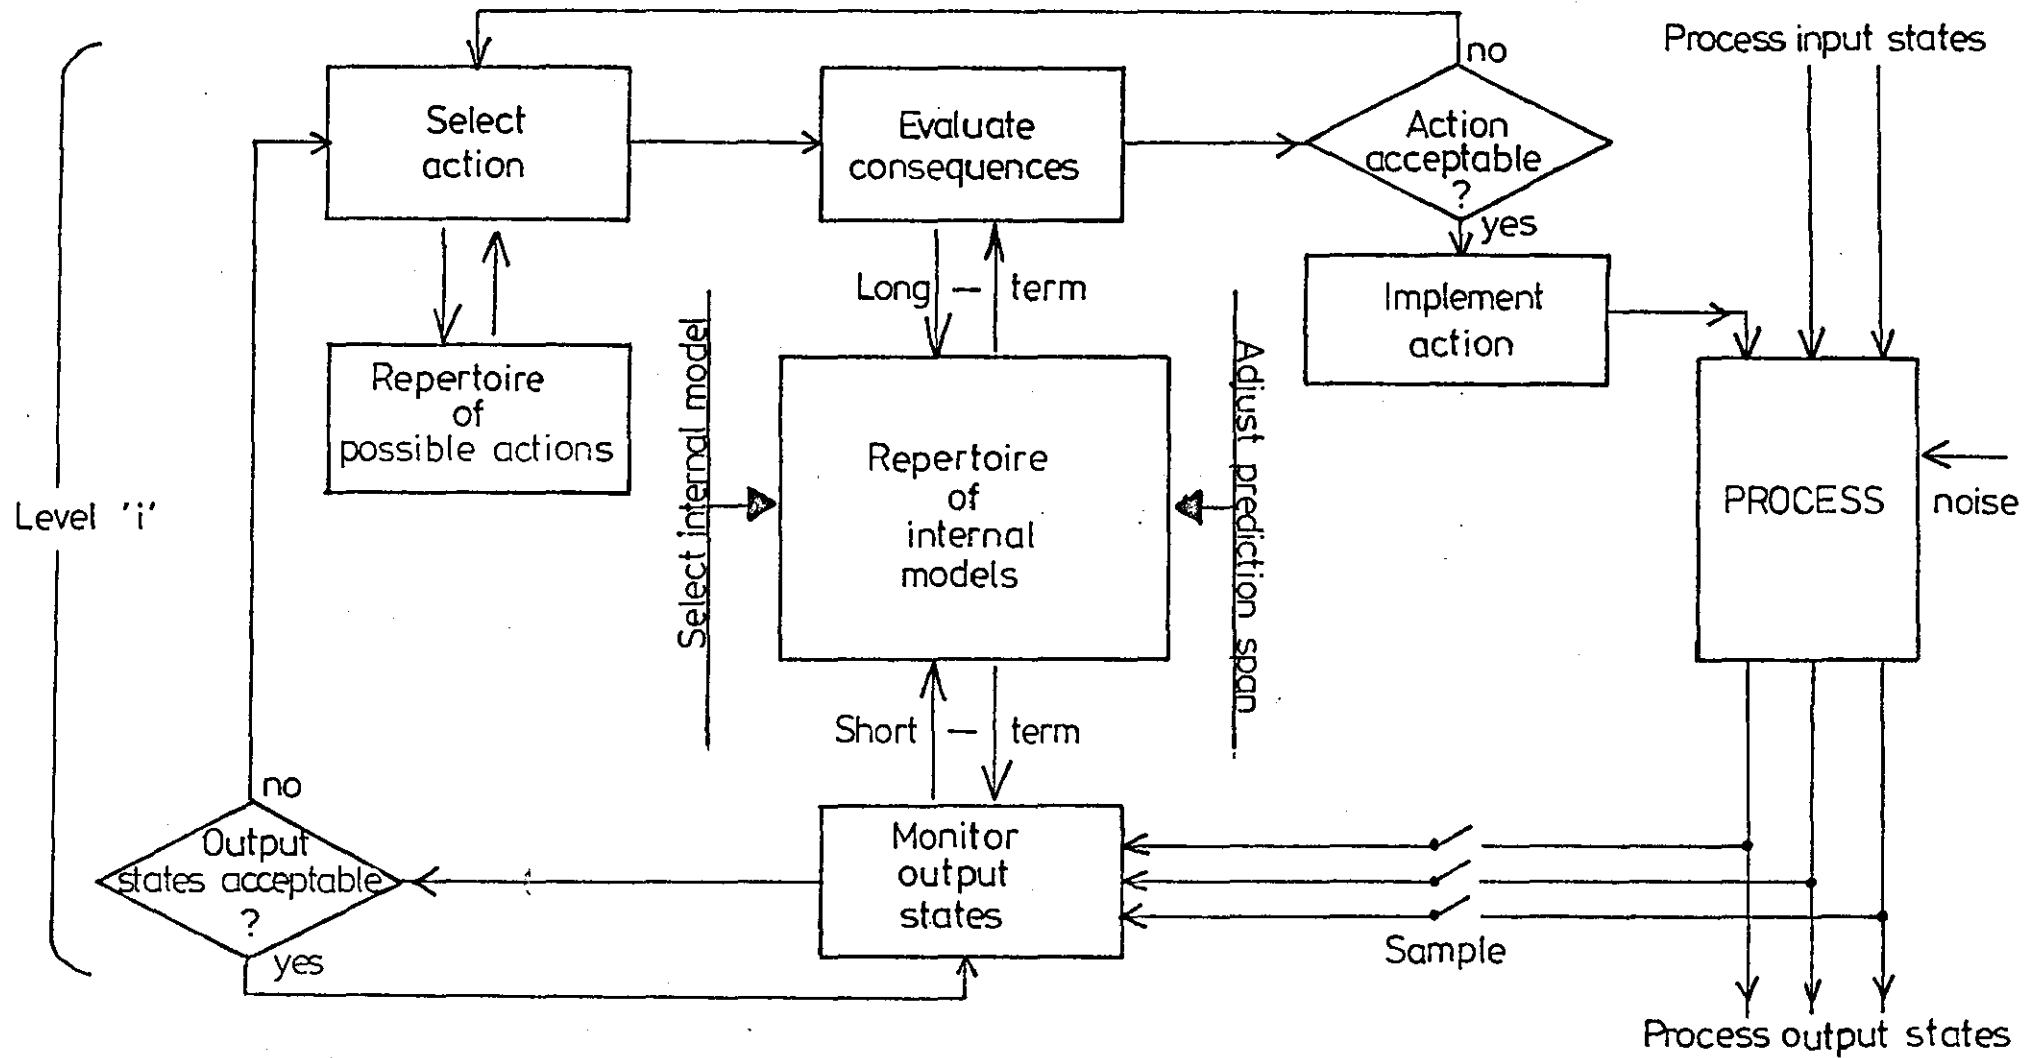 no
Process input states
Select
action
Evaluate
consequences
Action
acceptable
?
yes
Long - term
Implement
action
Repertoire
of
possible actions
Select internal model
Adjust prediction span
Repertoire
of
internal
models
Level 'i'
PROCESS
noise
Short - term
no
Output
states acceptable
?
yes
Monitor
output
states
Sample
Process output states